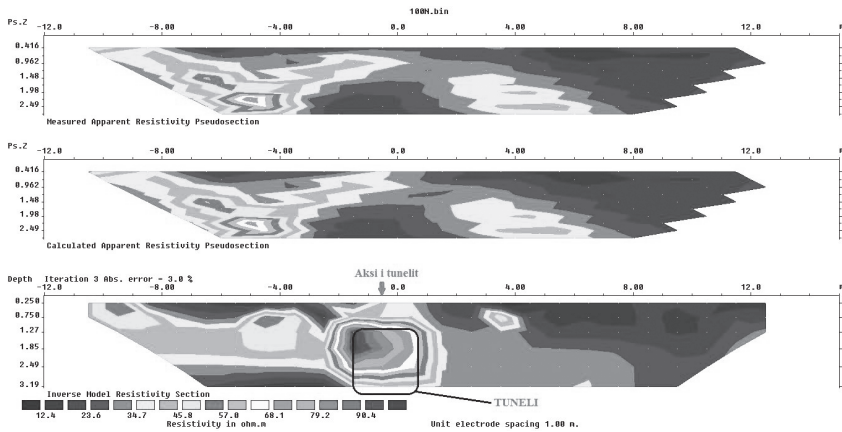 100N.bin
Ps.Z -12.0 -8.00 -4.00 0.0 4.00 8.00 12.0
0.416
0.962
1.48
1.98
2.49
Measured Apparent Resistivity Pseudosection
Ps.Z -12.0 -8.00 -4.00 0.0 4.00 8.00 12.0
0.416
0.962
1.48
1.98
2.49
Calculated Apparent Resistivity Pseudosection
Aksi i tunelit
Depth Iteration 3 Abs. error = 3.0 %
-12.0 -8.00 -4.00 0.0 4.00 8.00 12.0
0.250
0.750
1.27
1.85
2.49
3.19
Inverse Model Resistivity Section
TUNELI
12.4 23.6 34.7 45.8 57.0 68.1 79.2 90.4
Resistivity in ohm.m
Unit electrode spacing 1.00 m.